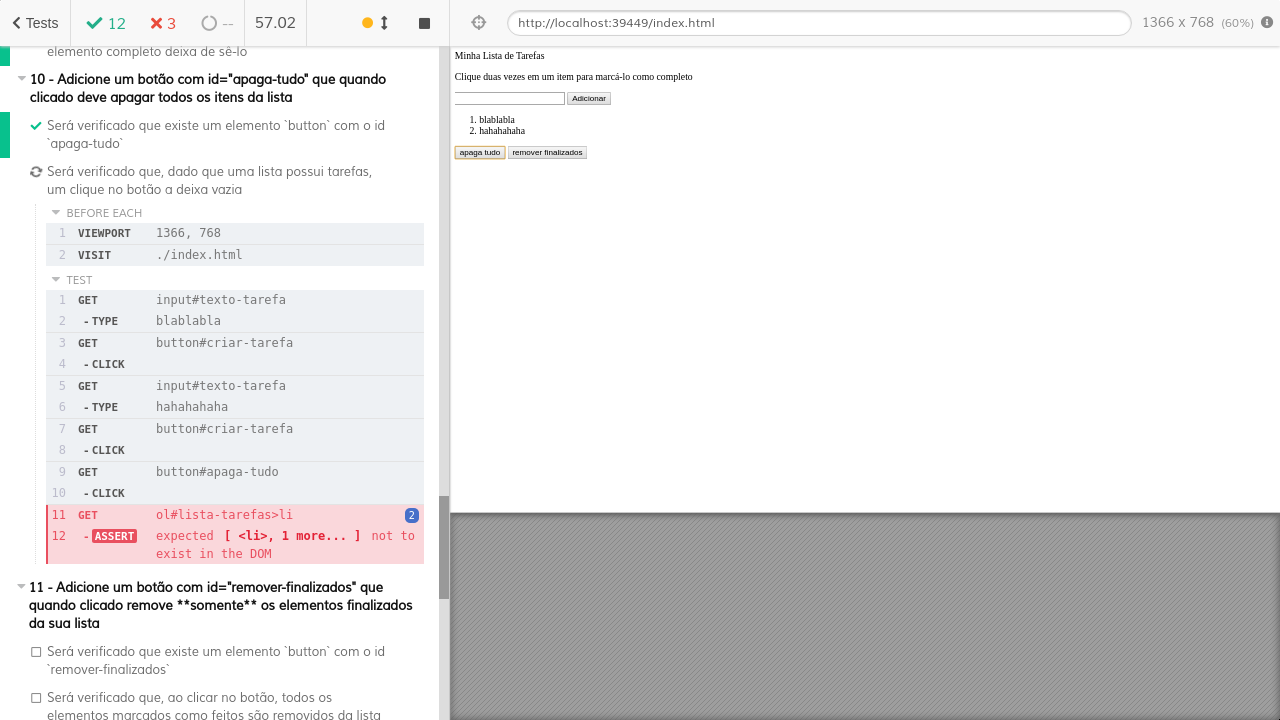 Tests
12
3
--
57.02
http://localhost:39449/index.html
1366 x 768 (60%)
elemento completo deixa de sê-lo
10 - Adicione um botão com id="apaga-tudo" que quando
clicado deve apagar todos os itens da lista
Será verificado que existe um elemento `button` com o id
`apaga-tudo`
Será verificado que, dado que uma lista possui tarefas,
um clique no botão a deixa vazia
BEFORE EACH
1 VIEWPORT 1366, 768
2 VISIT ./index.html
TEST
1 GET input#texto-tarefa
2 - TYPE blablabla
3 GET button#criar-tarefa
4 - CLICK
5 GET input#texto-tarefa
6 - TYPE hahahahaha
7 GET button#criar-tarefa
8 - CLICK
9 GET button#apaga-tudo
10 - CLICK
11 GET ol#lista-tarefas>li 2
12 - ASSERT expected [ <li>, 1 more... ] not to
exist in the DOM
11 - Adicione um botão com id="remover-finalizados" que
quando clicado remove **somente** os elementos finalizados
da sua lista
Será verificado que existe um elemento `button` com o id
`remover-finalizados`
Será verificado que, ao clicar no botão, todos os
elementos marcados como feitos são removidos da lista
Minha Lista de Tarefas
Clique duas vezes em um item para marcá-lo como completo
Adicionar
1. blablabla
2. hahahahaha
apaga tudo remover finalizados